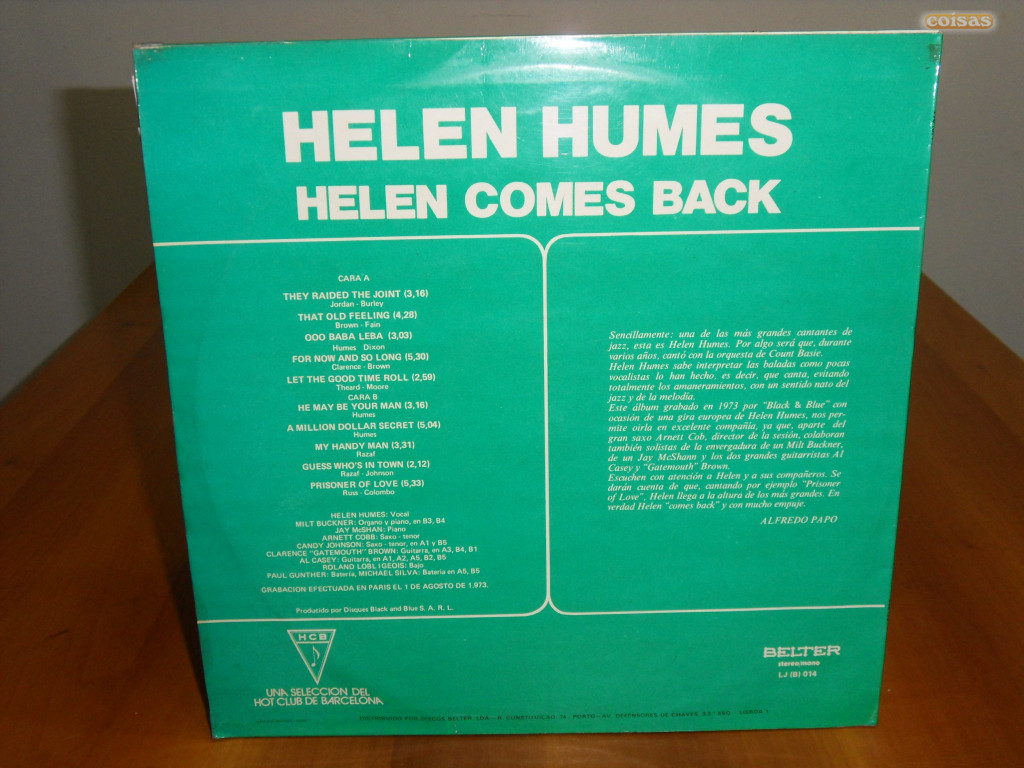 coisas
HELEN HUMES
HELEN COMES BACK
CARA A
THEY RAIDED THE JOINT (3,16)
Jordan - Burley
THAT OLD FEELING (4,28)
Brown - Fain
OOO BABA LEBA (3,03)
Humes Dixon
FOR NOW AND SO LONG (5,30)
Clarence - Brown
LET THE GOOD TIME ROLL (2,59)
Theard - Moore
CARA B
HE MAY BE YOUR MAN (3,16)
Humes
A MILLION DOLLAR SECRET (5,04)
Humes
MY HANDY MAN (3,31)
Razaf
GUESS WHO'S IN TOWN (2,12)
Razaf - Johnson
PRISONER OF LOVE (5,33)
Russ - Colombo
HELEN HUMES: Vocal
MILT BUCKNER: Organo y piano, en B3, B4
JAY McSHAN: Piano
ARNETT COBB: Saxo - tenor
CANDY JOHNSON: Saxo - tenor, en A1 y B5
CLARENCE "GATEMOUTH" BROWN: Guitarra, en A3, B4, B1
AL CASEY: Guitarra, en A1, A2, A5, B2, B5
ROLAND LOBLIGEOIS: Bajo
PAUL GUNTHER: Bateria, MICHAEL SILVA: Bateria en A5, B5
GRABACION EFECTUADA EN PARIS EL 1 DE AGOSTO DE 1.973.
Producido por Disques Black and Blue S. A. R. L.
Sencillamente: una de las más grandes cantantes de
jazz, esta es Helen Humes. Por algo será que, durante
varios años, cantó con la orquesta de Count Basie.
Helen Humes sabe interpretar las baladas como pocas
vocalistas lo han hecho, es decir, que canta, evitando
totalmente los amaneramientos, con un sentido nato del
jazz y de la melodía.
Este álbum grabado en 1973 por "Black & Blue" con
ocasión de una gira europea de Helen Humes, nos per-
mite oirla en excelente compañía, ya que, aparte del
gran saxo Arnett Cob, director de la sesión, colaboran
también solistas de la envergadura de un Milt Buckner,
de un Jay McShann y los dos grandes guitarristas Al
Casey y "Gatemouth" Brown.
Escuchen con atención a Helen y a sus compañeros. Se
darán cuenta de que, cantando por ejemplo "Prisoner
of Love", Helen llega a la altura de los más grandes. En
verdad Helen "comes back" y con mucho empuje.
ALFREDO PAPO
HCB
UNA SELECCION DEL
HOT CLUB DE BARCELONA
BELTER
stereo/mono
LJ (B) 014
DISTRIBUIDO POR DISCOS BELTER, LDA. - R. CONSTITUIÇÃO, 76 - PORTO - AV. DEFENSORES DE CHAVES, LISBOA 1